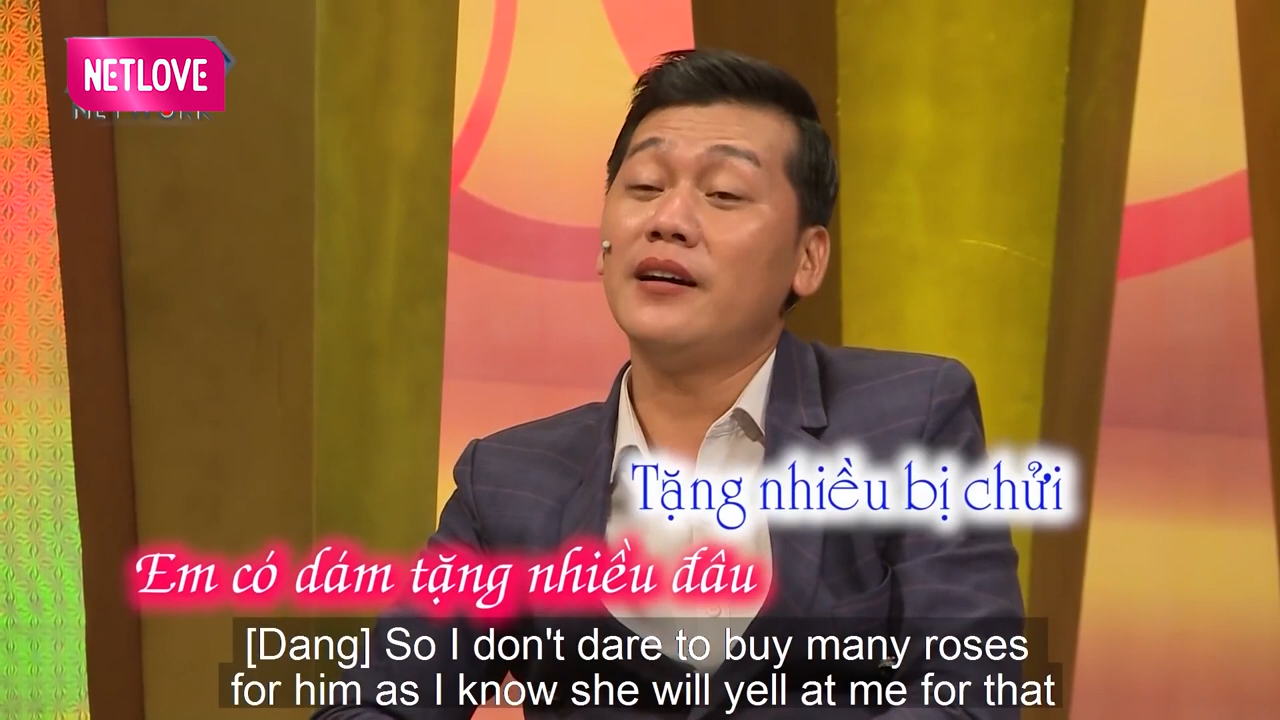 NETLOVE
NETWORK
Tặng nhiều bị chửi
Em có dám tặng nhiều đâu
[Dang] So I don't dare to buy many roses
for him as I know she will yell at me for that